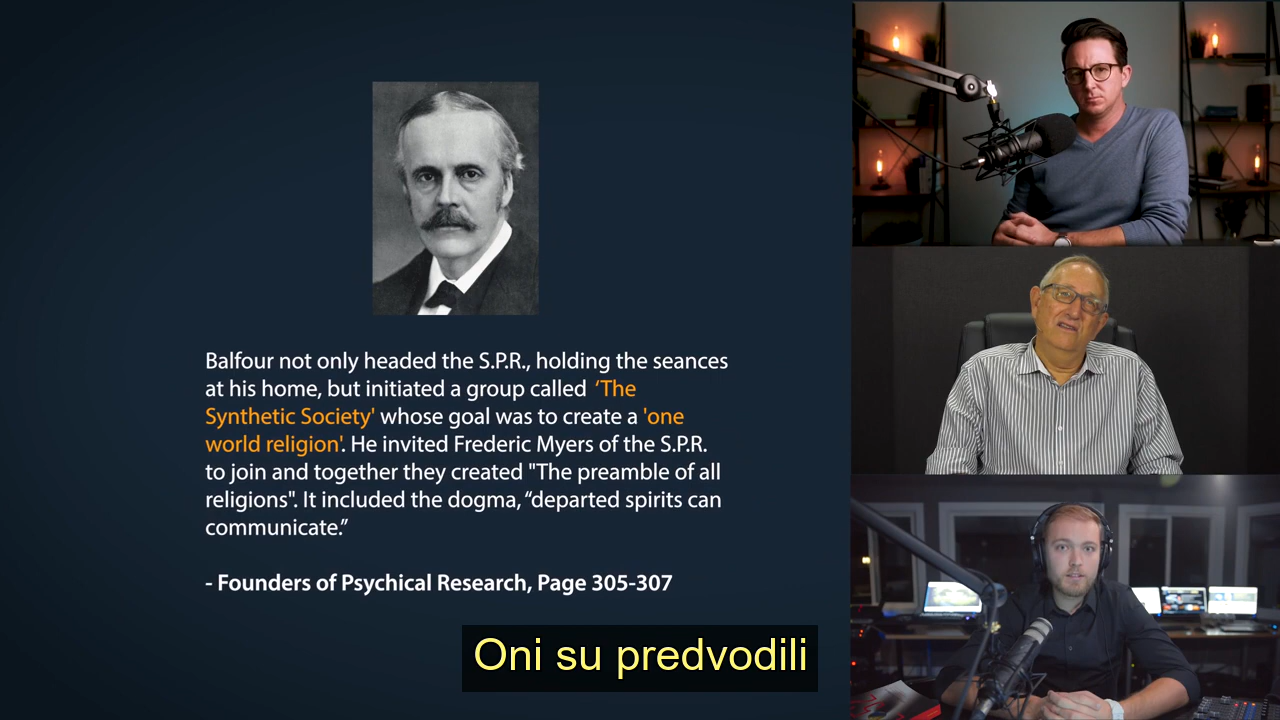 Balfour not only headed the S.P.R., holding the seances
at his home, but initiated a group called ‘The
Synthetic Society' whose goal was to create a 'one
world religion'. He invited Frederic Myers of the S.P.R.
to join and together they created "The preamble of all
religions". It included the dogma, “departed spirits can
communicate.”
- Founders of Psychical Research, Page 305-307
Oni su predvodili